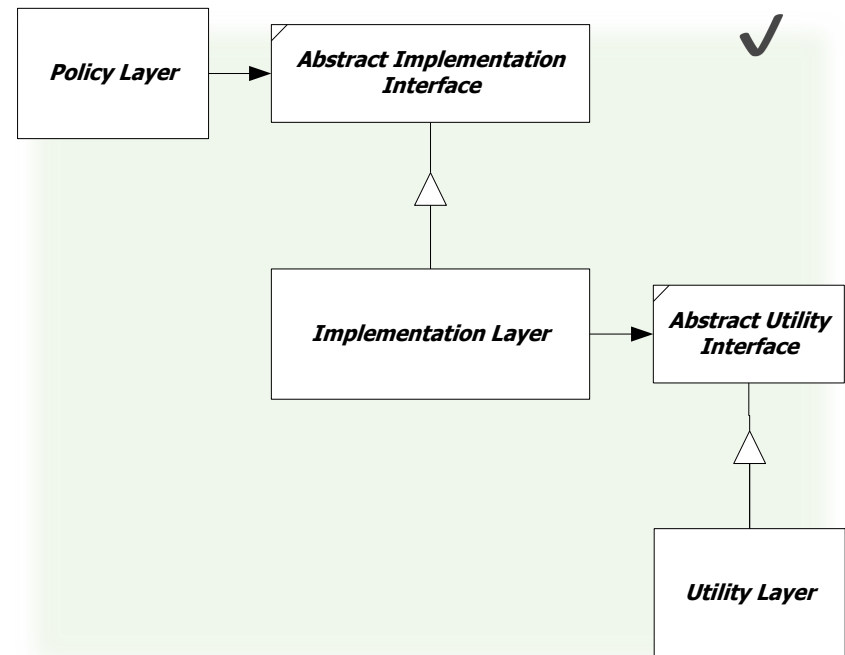 Policy Layer
Abstract Implementation
Interface
Implementation Layer
Abstract Utility
Interface
Utility Layer